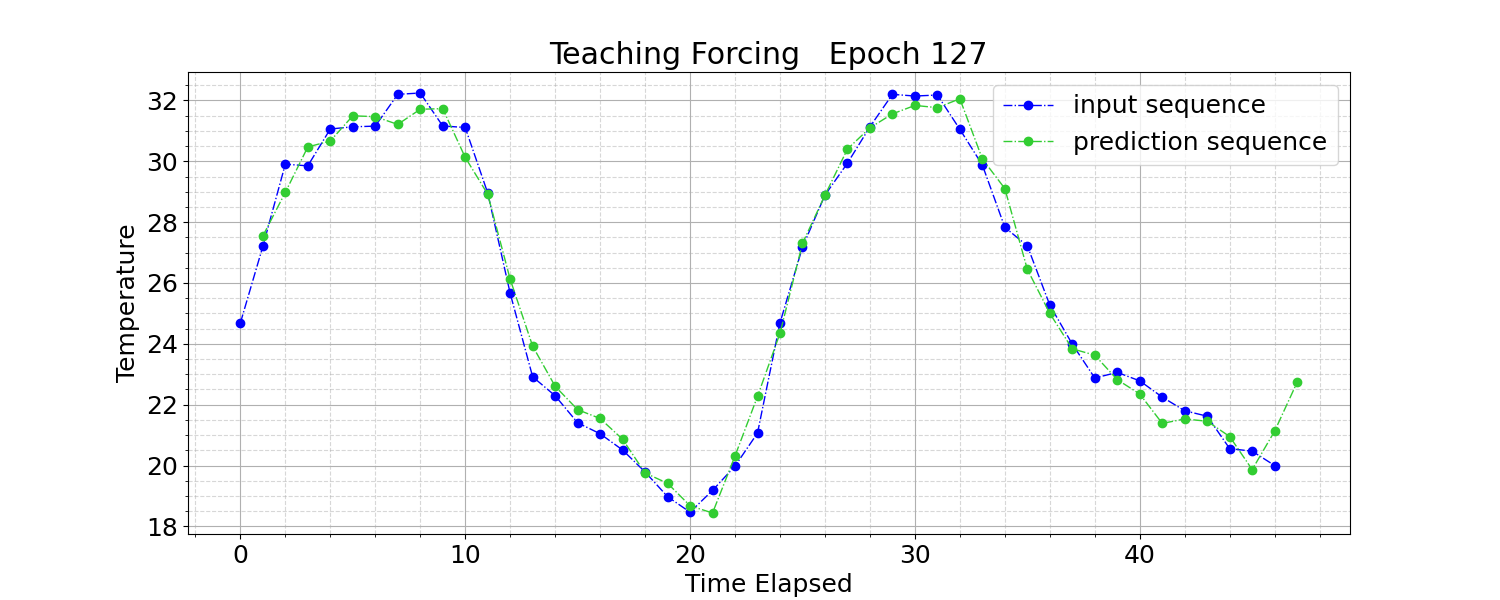 Teaching Forcing   Epoch 127
input sequence
prediction sequence
Temperature
32
30
28
26
24
22
20
18
0 10 20 30 40
Time Elapsed